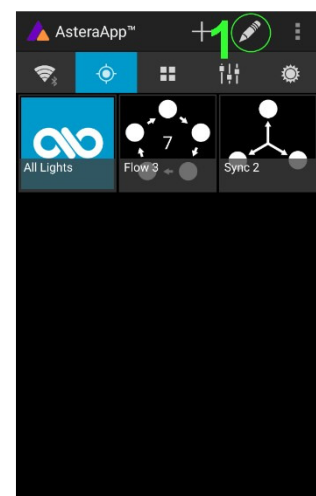 AsteraApp™
1
7
All Lights
Flow 3
Sync 2